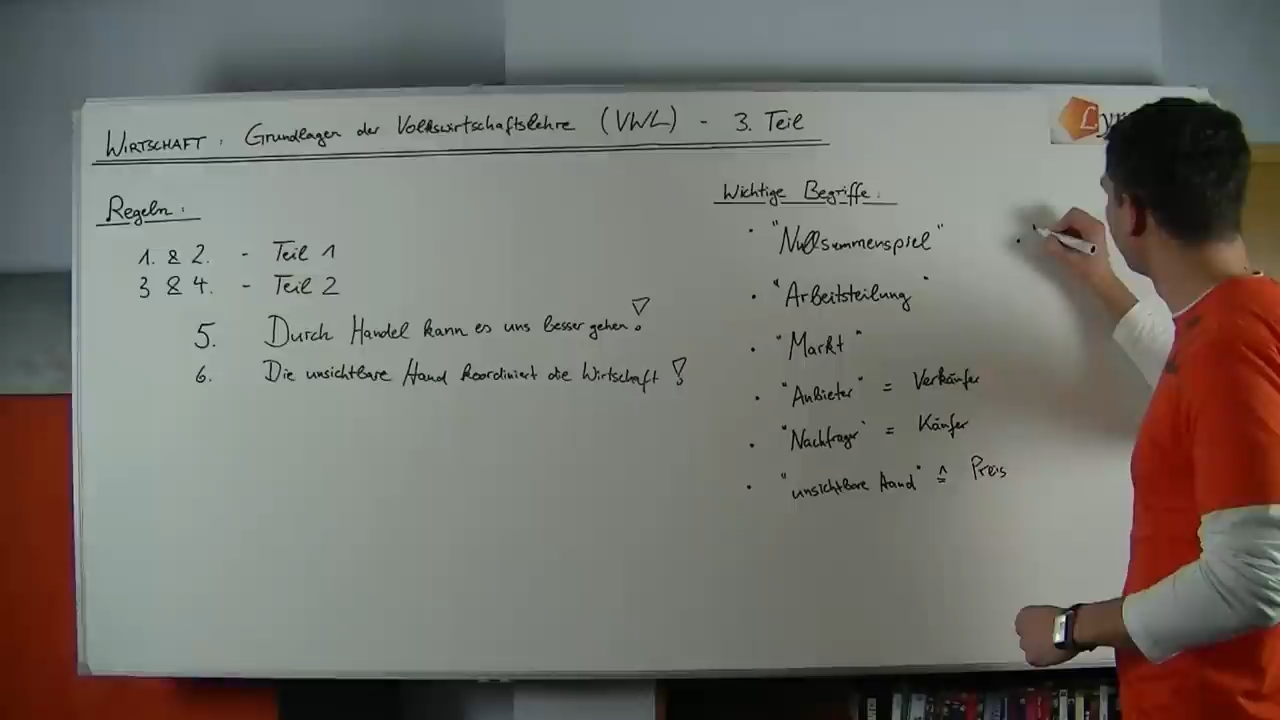 WIRTSCHAFT: Grundlagen der Volkswirtschaftslehre (VWL) - 3. Teil
Regeln:
1. & 2. - Teil 1
3 & 4. - Teil 2
5. Durch Handel kann es uns besser gehen!
6. Die unsichtbare Hand koordiniert die Wirtschaft!
Wichtige Begriffe:
• "Nullsummenspiel"
• "Arbeitsteilung"
• "Markt"
• "Anbieter" = Verkäufer
• "Nachfrager" = Käufer
• "unsichtbare Hand" ≙ Preis